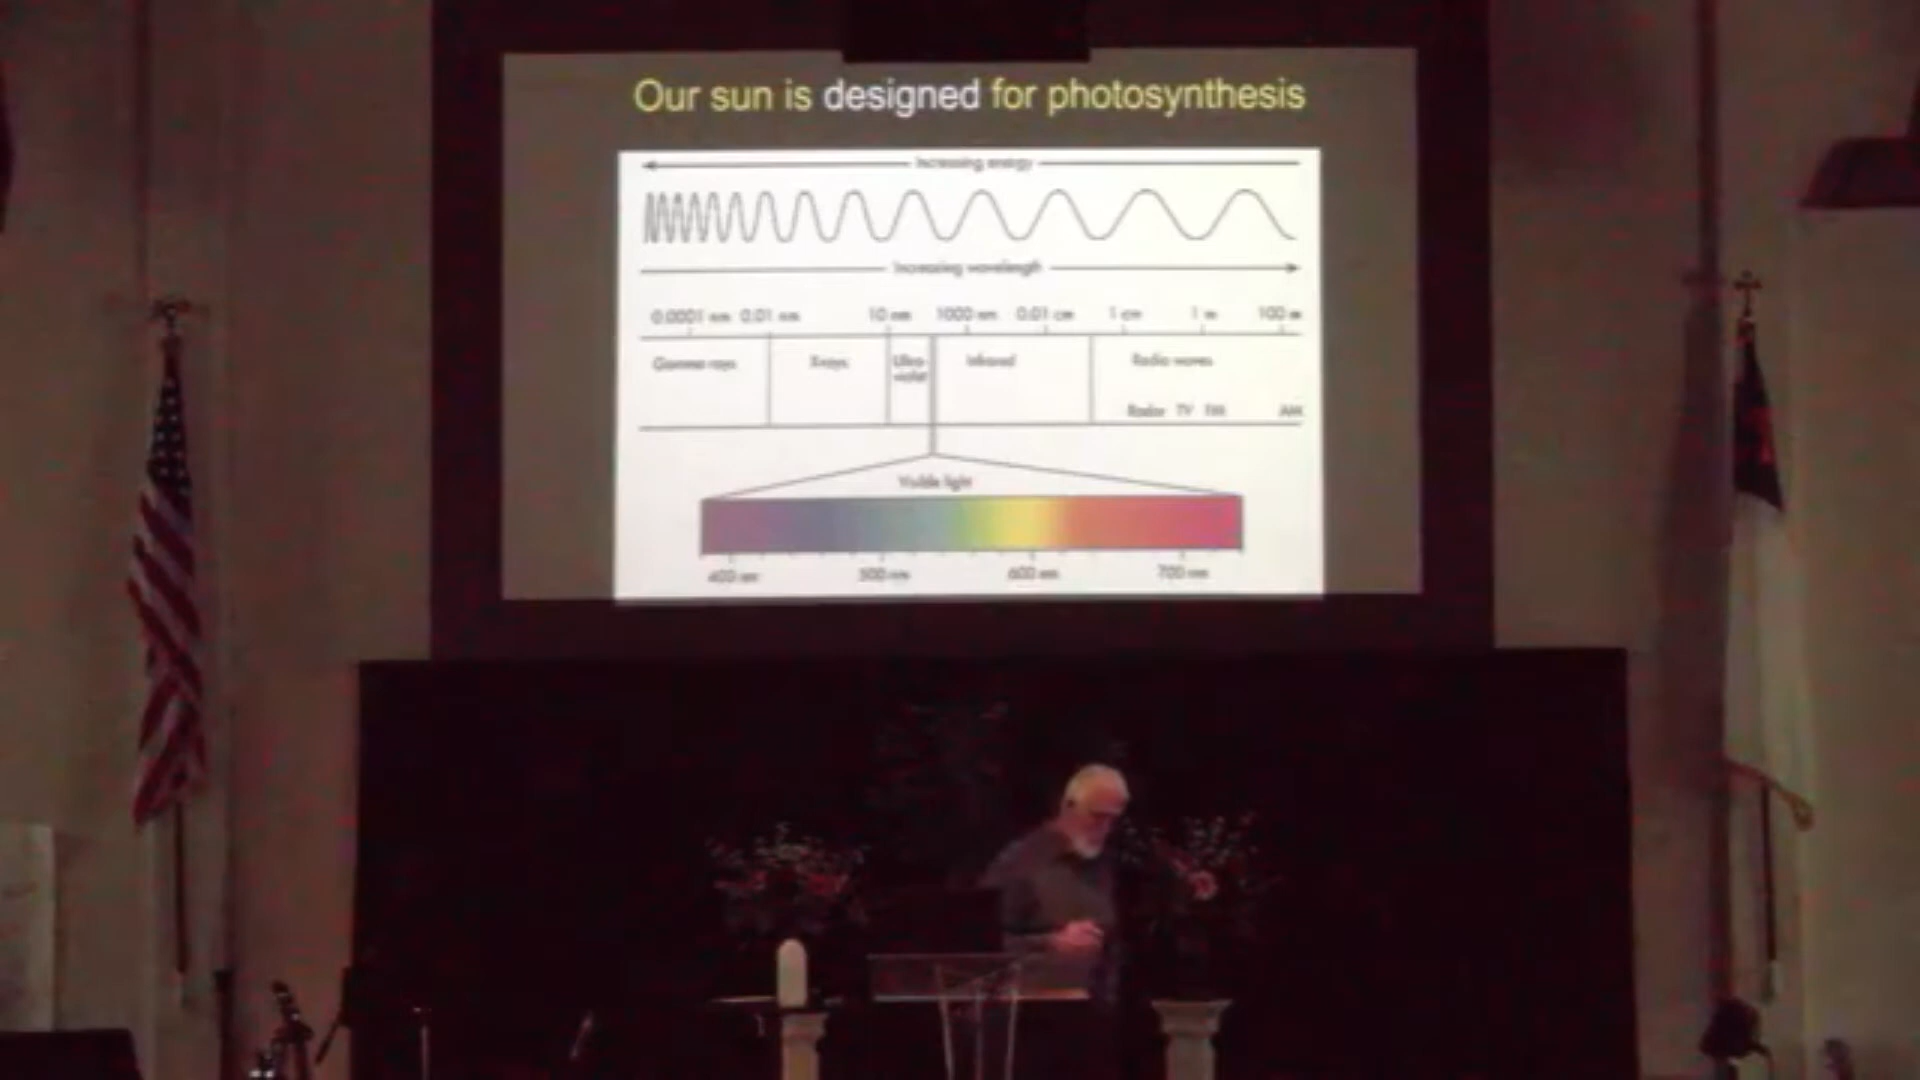 Our sun is designed for photosynthesis
Increasing energy
Increasing wavelength
0.0001 nm 0.01 nm 10 nm 1000 nm 0.01 cm 1 cm 1 m 100 m
Gamma rays X-rays Ultra- Infrared Radio waves
violet
Radar TV FM AM
Visible light
400 nm 500 nm 600 nm 700 nm